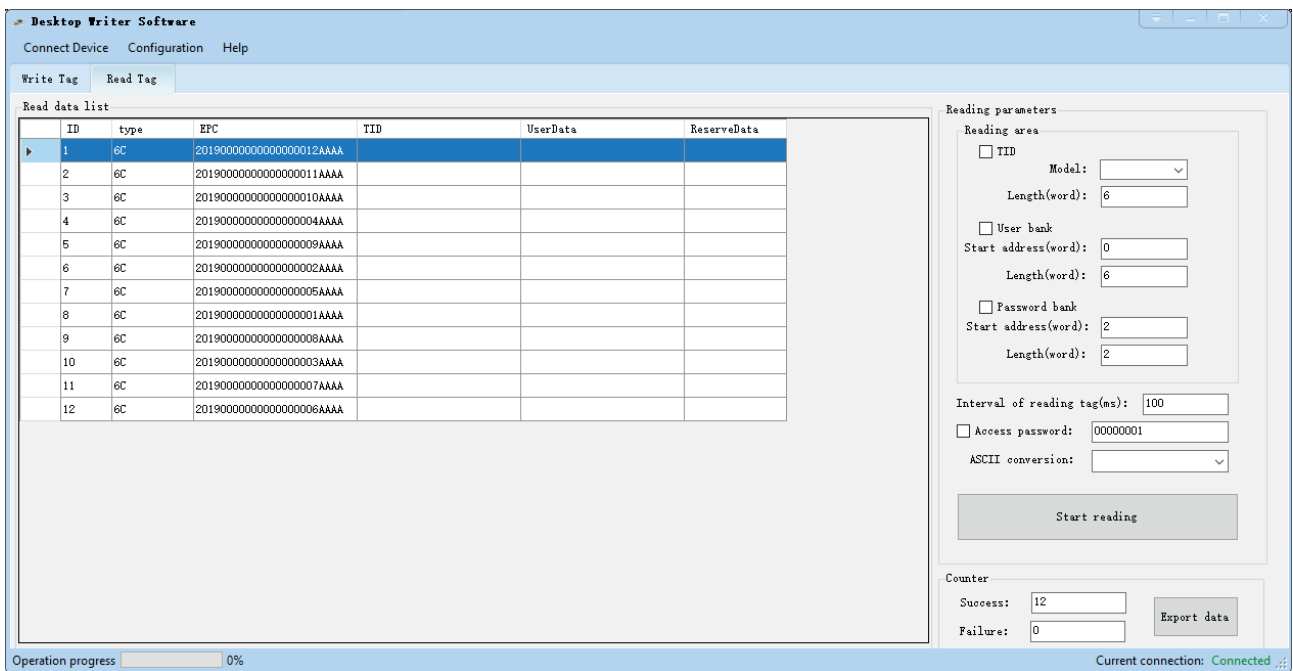 Desktop Writer Software
Connect Device Configuration Help
Write Tag Read Tag
Read data list
ID type EPC TID UserData ReserveData
1 6C 20190000000000000012AAAA
2 6C 20190000000000000011AAAA
3 6C 20190000000000000010AAAA
4 6C 20190000000000000004AAAA
5 6C 20190000000000000009AAAA
6 6C 20190000000000000002AAAA
7 6C 20190000000000000005AAAA
8 6C 20190000000000000001AAAA
9 6C 20190000000000000008AAAA
10 6C 20190000000000000003AAAA
11 6C 20190000000000000007AAAA
12 6C 20190000000000000006AAAA
Reading parameters
Reading area
TID
Model:
Length(word): 6
User bank
Start address(word): 0
Length(word): 6
Password bank
Start address(word): 2
Length(word): 2
Interval of reading tag(ms): 100
Access password: 00000001
ASCII conversion:
Start reading
Counter
Success: 12
Export data
Failure: 0
Operation progress 0% Current connection: Connected